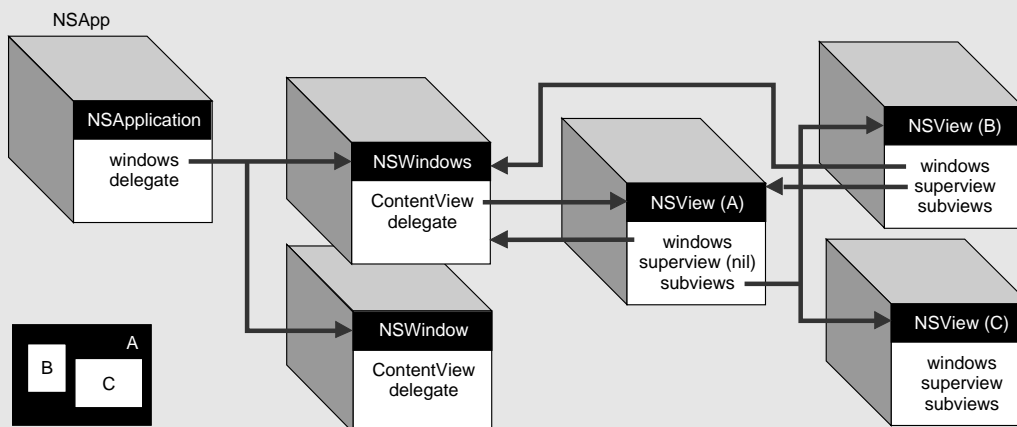 NSApp
NSApplication
windows
delegate
NSWindows
ContentView
delegate
NSWindow
ContentView
delegate
NSView (A)
windows
superview (nil)
subviews
NSView (B)
windows
superview
subviews
NSView (C)
windows
superview
subviews
A
B
C